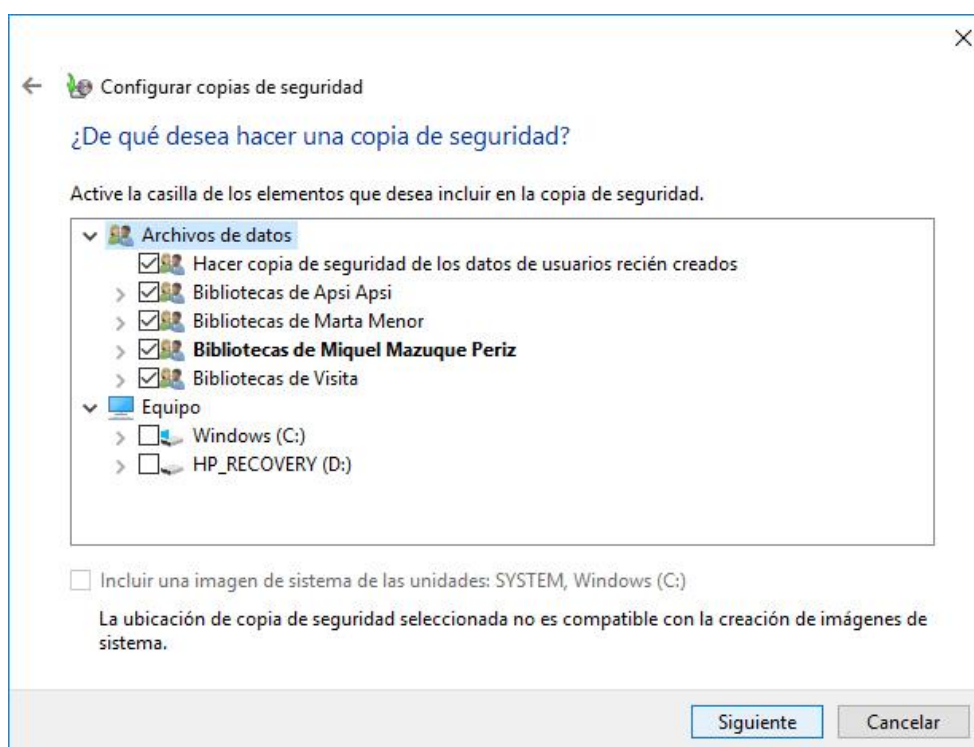 Configurar copias de seguridad
¿De qué desea hacer una copia de seguridad?
Active la casilla de los elementos que desea incluir en la copia de seguridad.
Archivos de datos
Hacer copia de seguridad de los datos de usuarios recién creados
Bibliotecas de Apsi Apsi
Bibliotecas de Marta Menor
Bibliotecas de Miquel Mazuque Periz
Bibliotecas de Visita
Equipo
Windows (C:)
HP_RECOVERY (D:)
Incluir una imagen de sistema de las unidades: SYSTEM, Windows (C:)
La ubicación de copia de seguridad seleccionada no es compatible con la creación de imágenes de
sistema.
Siguiente Cancelar